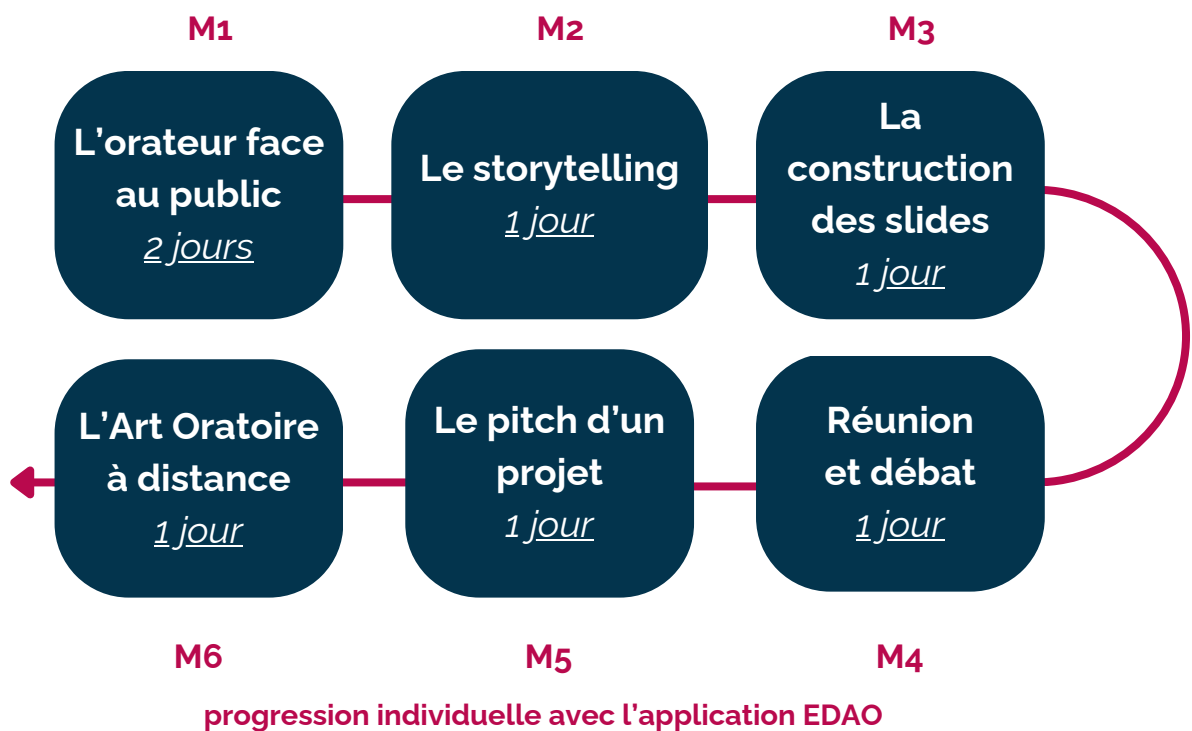 M1
M2
M3
L'orateur face
au public
2 jours
Le storytelling
1 jour
La
construction
des slides
1 jour
L'Art Oratoire
à distance
1 jour
Le pitch d'un
projet
1 jour
Réunion
et débat
1 jour
M6
M5
M4
progression individuelle avec l'application EDAO